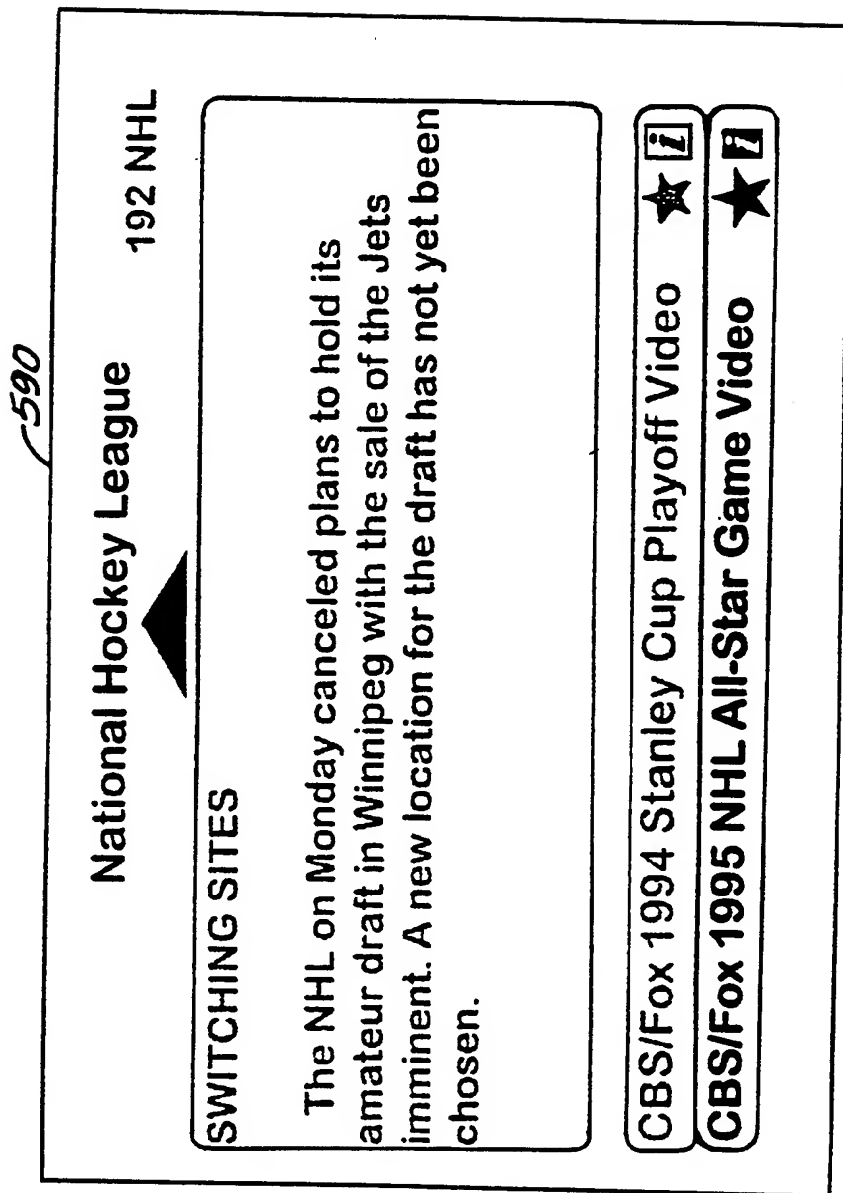 590
National Hockey League
192 NHL
SWITCHING SITES
The NHL on Monday canceled plans to hold its
amateur draft in Winnipeg with the sale of the Jets
imminent. A new location for the draft has not yet been
chosen.
CBS/Fox 1994 Stanley Cup Playoff Video i
CBS/Fox 1995 NHL All-Star Game Video i